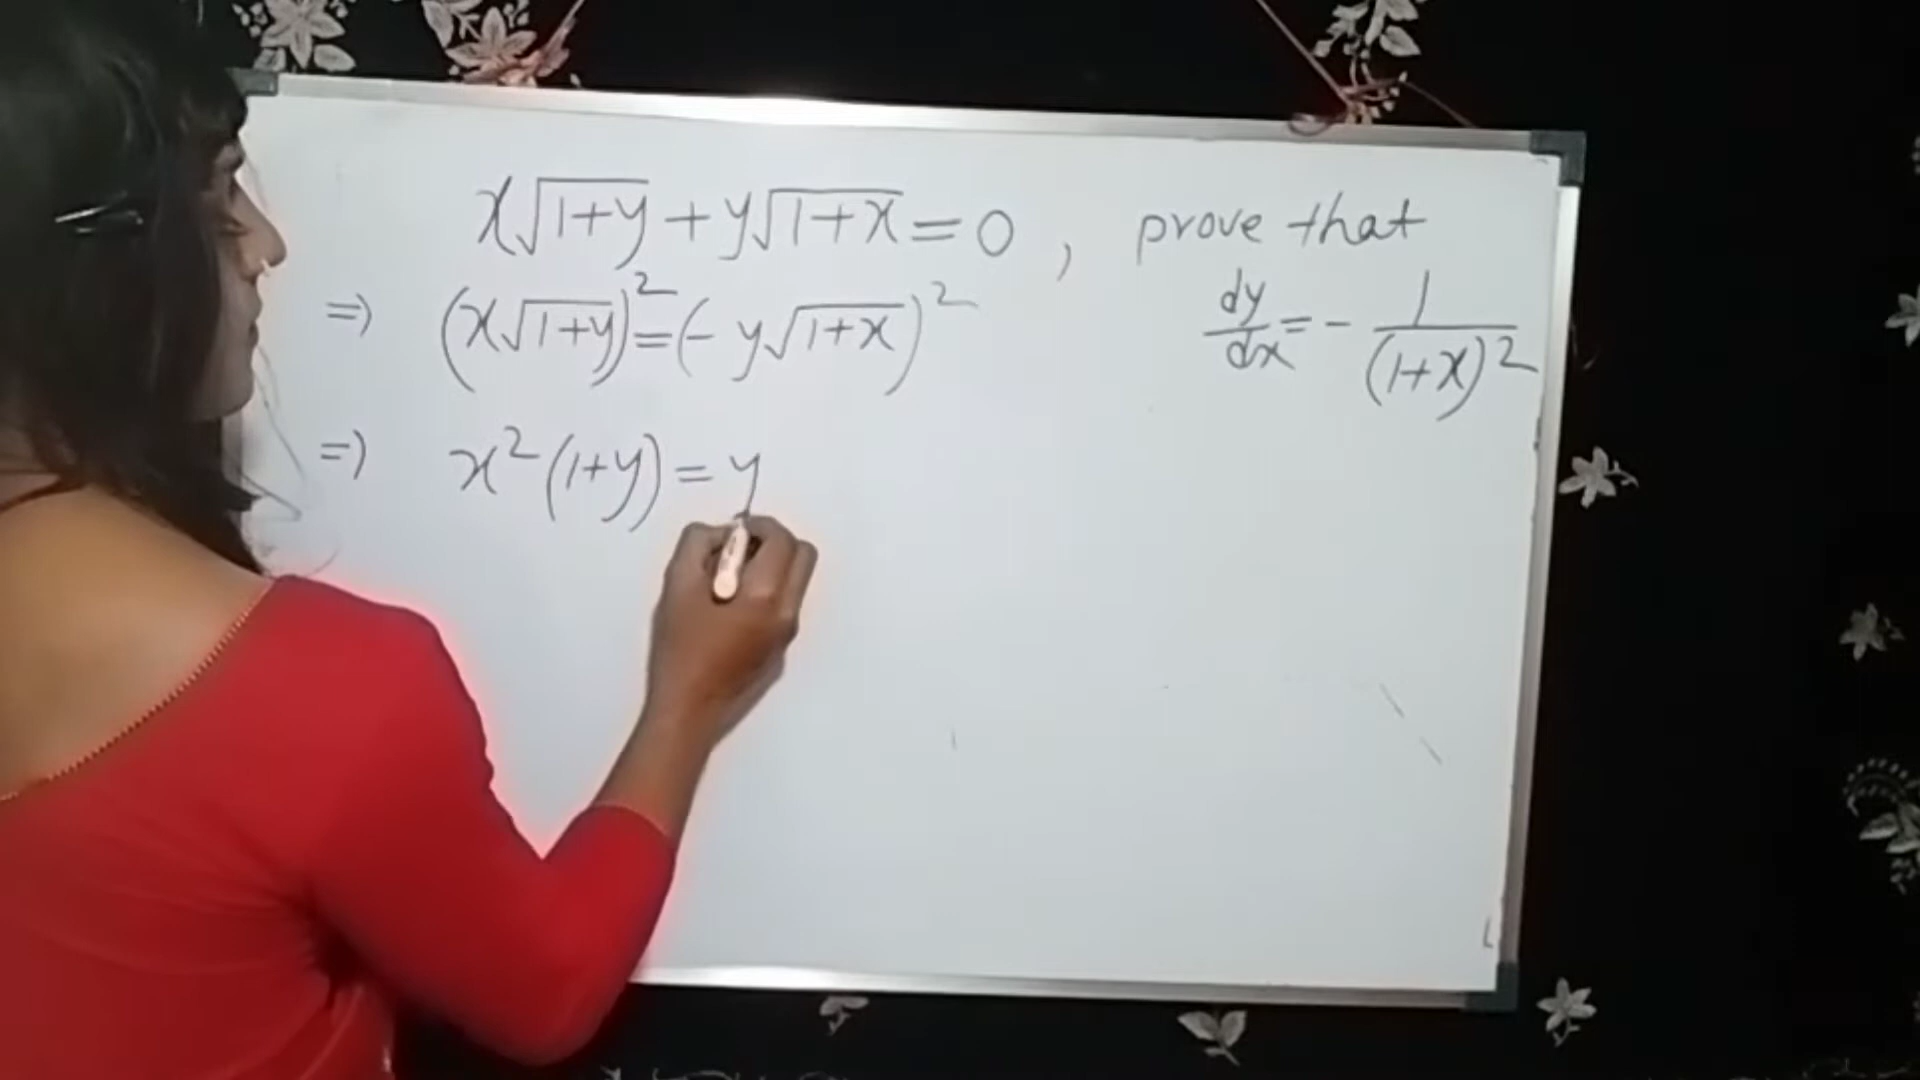 x√1+y + y√1+x = 0 , prove that
dy/dx = - 1/(1+x)²
⇒ (x√1+y)² = (- y√1+x)²
⇒ x²(1+y) = y